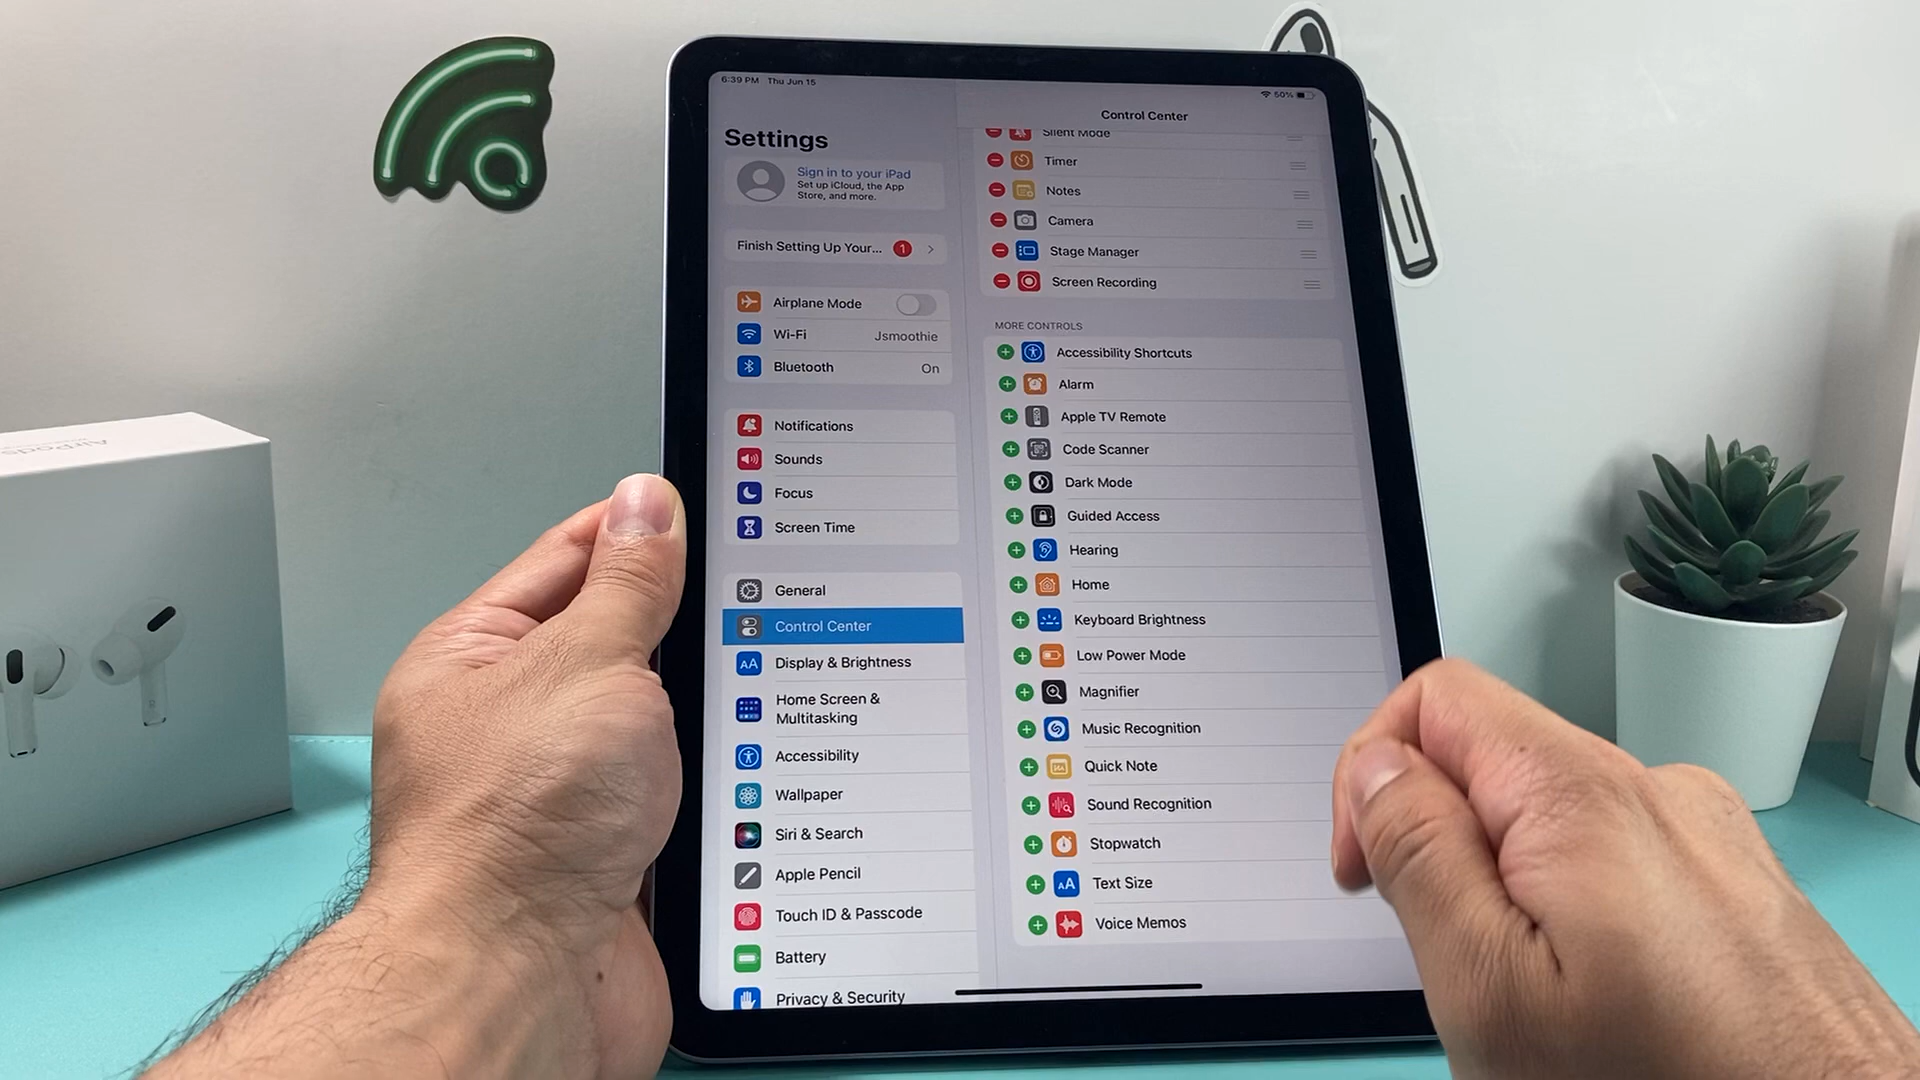 6:39 PM Thu Jun 15
50%
Settings
Sign in to your iPad
Set up iCloud, the App
Store, and more.
Finish Setting Up Your... 1
Airplane Mode
Wi-Fi Jsmoothie
Bluetooth On
Notifications
Sounds
Focus
Screen Time
General
Control Center
AA Display & Brightness
Home Screen &
Multitasking
Accessibility
Wallpaper
Siri & Search
Apple Pencil
Touch ID & Passcode
Battery
Privacy & Security
Control Center
Silent Mode
Timer
Notes
Camera
Stage Manager
Screen Recording
MORE CONTROLS
Accessibility Shortcuts
Alarm
Apple TV Remote
Code Scanner
Dark Mode
Guided Access
Hearing
Home
Keyboard Brightness
Low Power Mode
Magnifier
Music Recognition
Quick Note
Sound Recognition
Stopwatch
AA Text Size
Voice Memos
AirPods